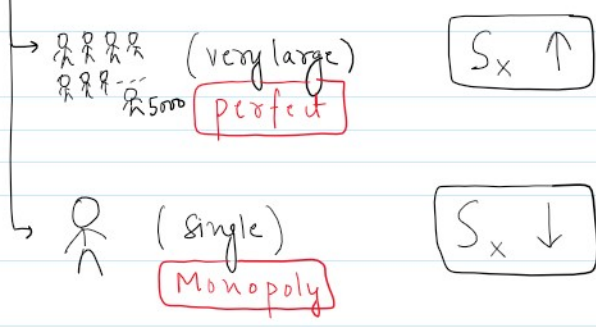 (very large) Sₓ ↑
5000
perfect
(single) Sₓ ↓
Monopoly